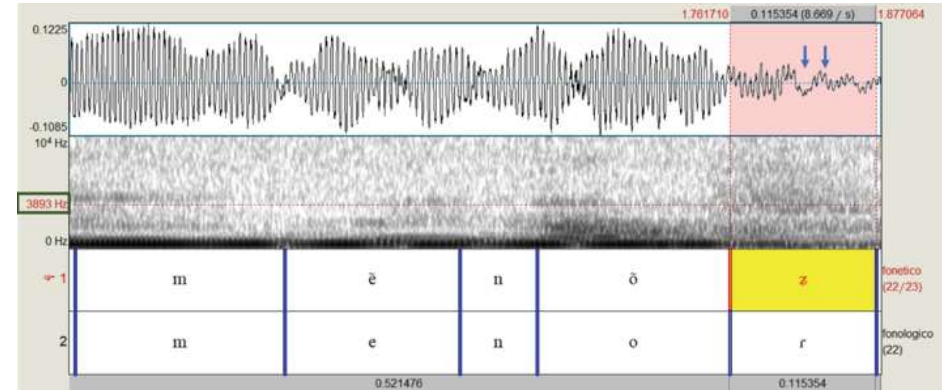 1.761710 0.115354 (8.669 / s) 1.877064
0.1225
0
-0.1085
10⁴ Hz
3893 Hz
0 Hz
1 m ẽ n õ ʐ fonetico (22/23)
2 m e n o ɾ fonologico (22)
0.521476 0.115354